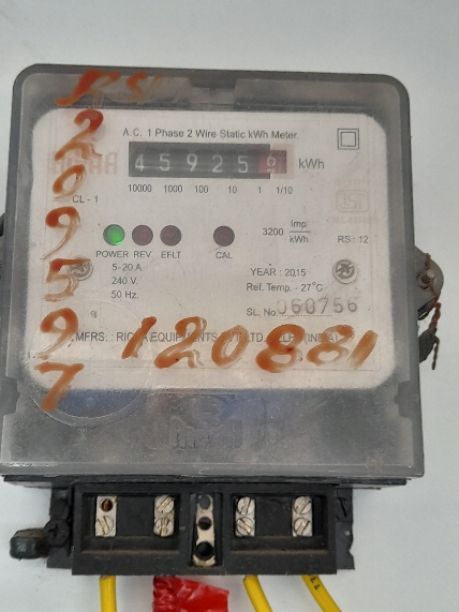 A.C. 1 Phase 2 Wire Static kWh Meter.
45925 kWh
10000 1000 100 10 1 1/10
CL - 1
3200 Imp/kWh
RS : 12
POWER REV EFLT CAL
5-20 A
240 V.
50 Hz.
YEARː 2015
Ref. Temp. - 27°C
SL. No. 060756
MFRS. :
120881
2
0
9
5
9
7